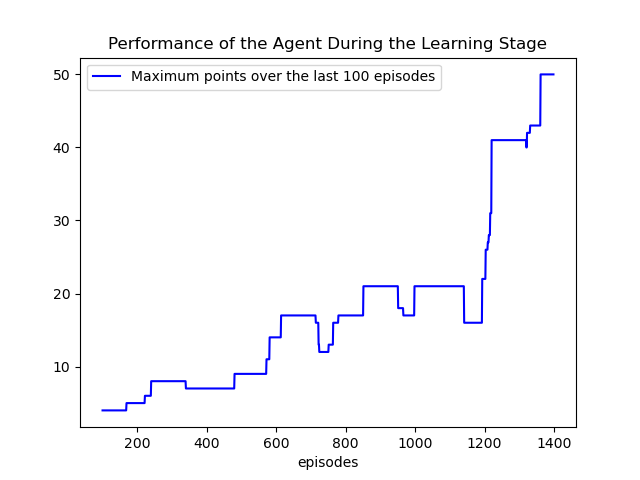 Performance of the Agent During the Learning Stage
Maximum points over the last 100 episodes
50
40
30
20
10
200 400 600 800 1000 1200 1400
episodes